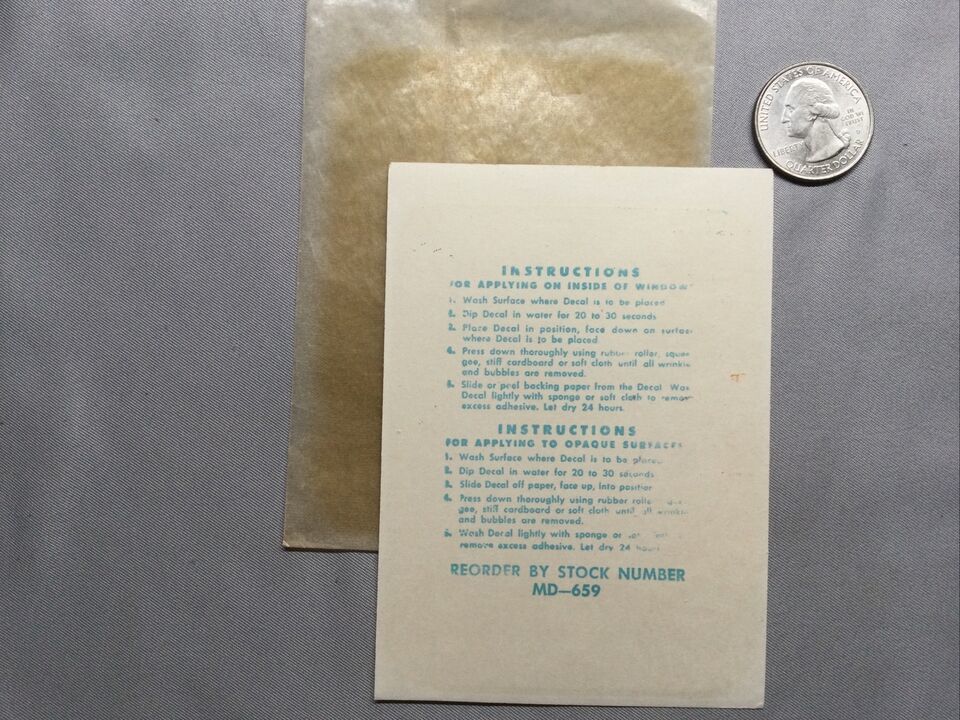 UNITED STATES OF AMERICA
LIBERTY
IN
GOD WE
TRUST
D
QUARTER DOLLAR
INSTRUCTIONS
FOR APPLYING ON INSIDE OF WINDOW
1. Wash Surface where Decal is to be placed
2. Dip Decal in water for 20 to 30 seconds
3. Place Decal in position, face down on surface
where Decal is to be placed
4. Press down thoroughly using rubber roller, squee
gee, stiff cardboard or soft cloth until all wrinkle
and bubbles are removed.
5. Slide or peel backing paper from the Decal Was
Decal lightly with sponge or soft cloth to remov
excess adhesive. Let dry 24 hours.
INSTRUCTIONS
FOR APPLYING TO OPAQUE SURFACES
1. Wash Surface where Decal is to be placed
2. Dip Decal in water for 20 to 30 seconds
3. Slide Decal off paper, face up, into position
4. Press down thoroughly using rubber rolle
gee, stiff cardboard or soft cloth until all wrinkle
and bubbles are removed.
5. Wash Decal lightly with sponge or
remove excess adhesive. Let dry 24 hours
REORDER BY STOCK NUMBER
MD—659